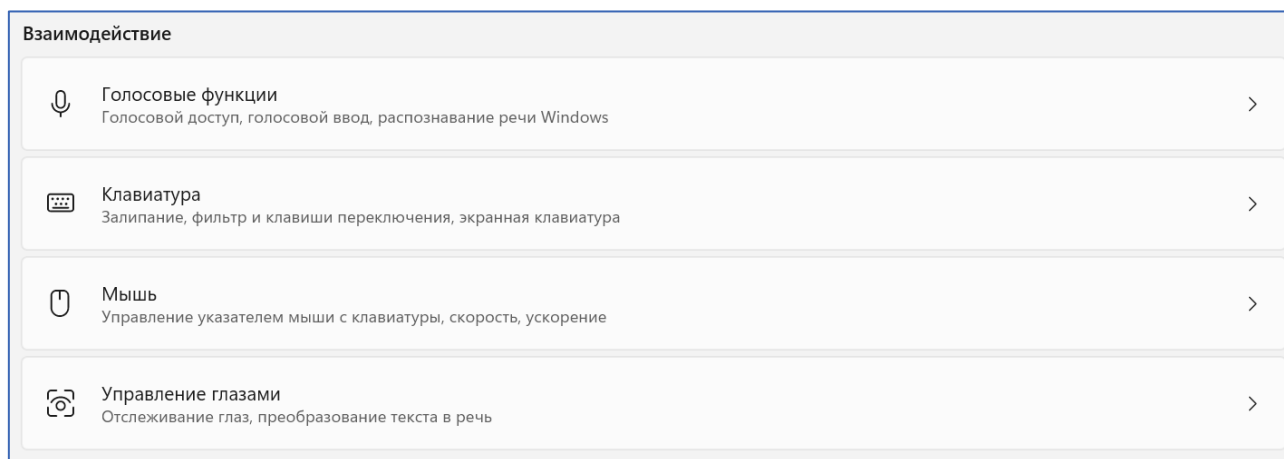 Взаимодействие
Голосовые функции
Голосовой доступ, голосовой ввод, распознавание речи Windows
Клавиатура
Залипание, фильтр и клавиши переключения, экранная клавиатура
Мышь
Управление указателем мыши с клавиатуры, скорость, ускорение
Управление глазами
Отслеживание глаз, преобразование текста в речь